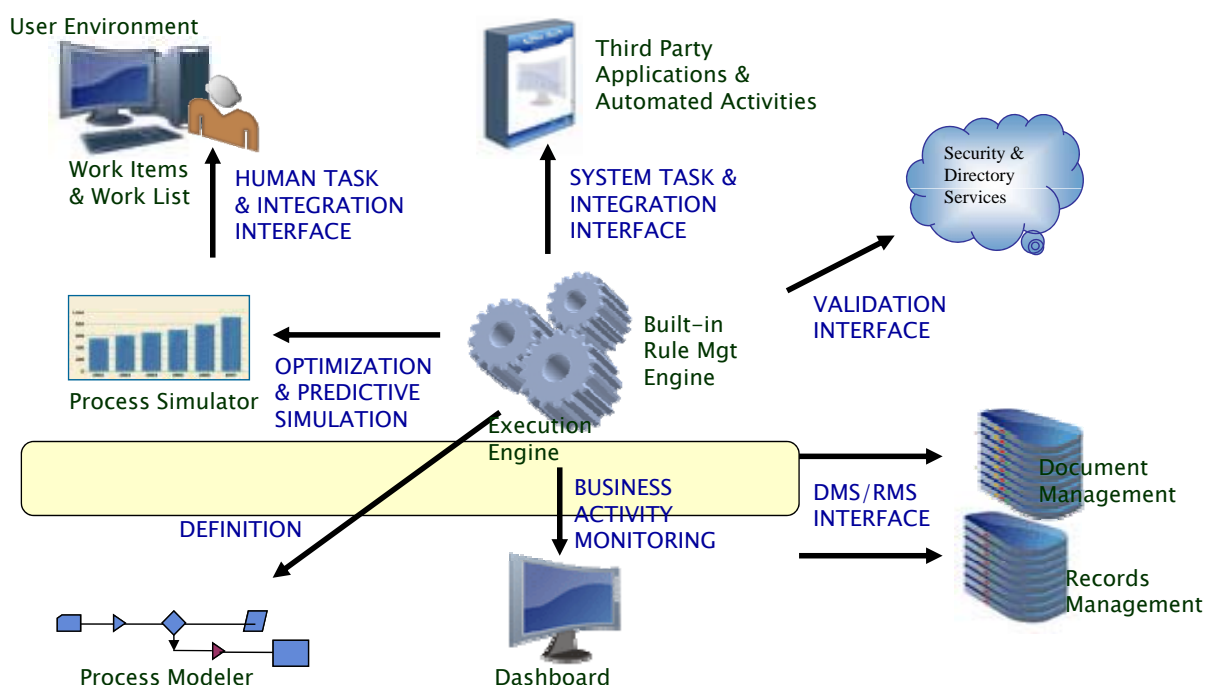 User Environment
Work Items
& Work List
HUMAN TASK
& INTEGRATION
INTERFACE
Third Party
Applications &
Automated Activities
SYSTEM TASK &
INTEGRATION
INTERFACE
Security &
Directory
Services
VALIDATION
INTERFACE
Built-in
Rule Mgt
Engine
Execution
Engine
OPTIMIZATION
& PREDICTIVE
SIMULATION
Process Simulator
DEFINITION
BUSINESS
ACTIVITY
MONITORING
DMS/RMS
INTERFACE
Document
Management
Records
Management
Process Modeler
Dashboard